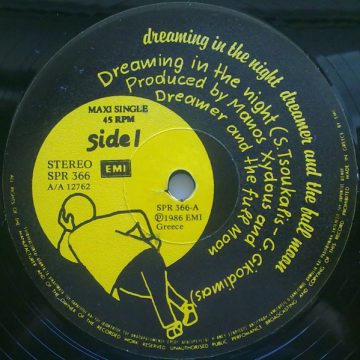 dreaming in the night dreamer and the full moon
Dreaming in the night (S. Tsoukalis - G. Gikodimas)
Produced by Manos Xydous and
Dreamer and the full Moon
MAXI SINGLE
45 RPM
side 1
STEREO
SPR 366
A/A 12762
EMI
SPR 366-A
℗1986 EMI
Greece